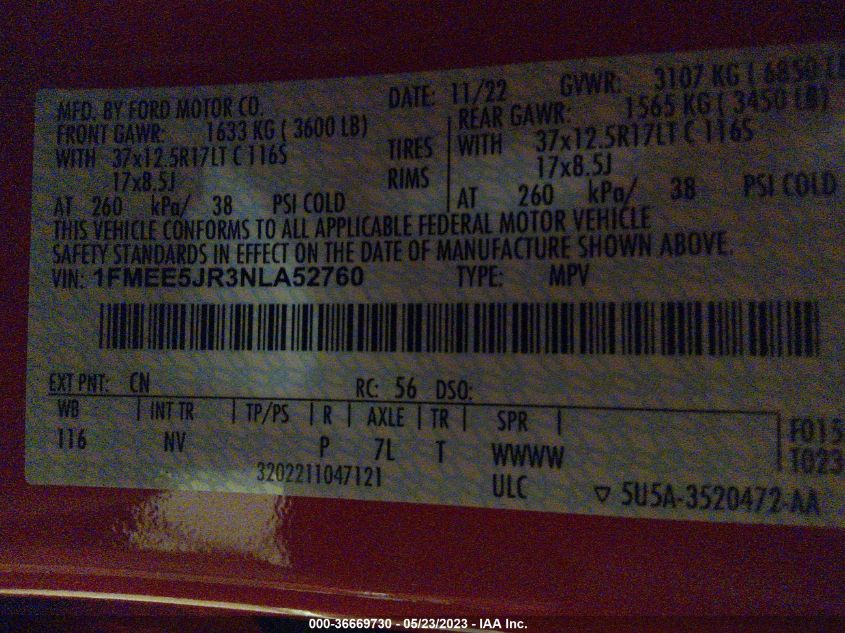 MFD. BY FORD MOTOR CO. DATE: 11/22 GVWR: 3107 KG ( 6850 LB
FRONT GAWR: 1633 KG ( 3600 LB) REAR GAWR: 1565 KG ( 3450 LB)
WITH 37x12.5R17LT C 116S TIRES WITH 37x12.5R17LT C 116S
17x8.5J RIMS 17x8.5J
AT 260 kPa/ 38 PSI COLD AT 260 kPa/ 38 PSI COLD
THIS VEHICLE CONFORMS TO ALL APPLICABLE FEDERAL MOTOR VEHICLE
SAFETY STANDARDS IN EFFECT ON THE DATE OF MANUFACTURE SHOWN ABOVE.
VIN: 1FMEE5JR3NLA52760 TYPE: MPV
EXT PNT: CN RC: 56 DSO:
WB INT TR TP/PS R AXLE TR SPR
116 NV P 7L T WWWW
F015
T023
3202211047121 ULC
5U5A-3520472-AA
000-36669730 - 05/23/2023 - IAA Inc.